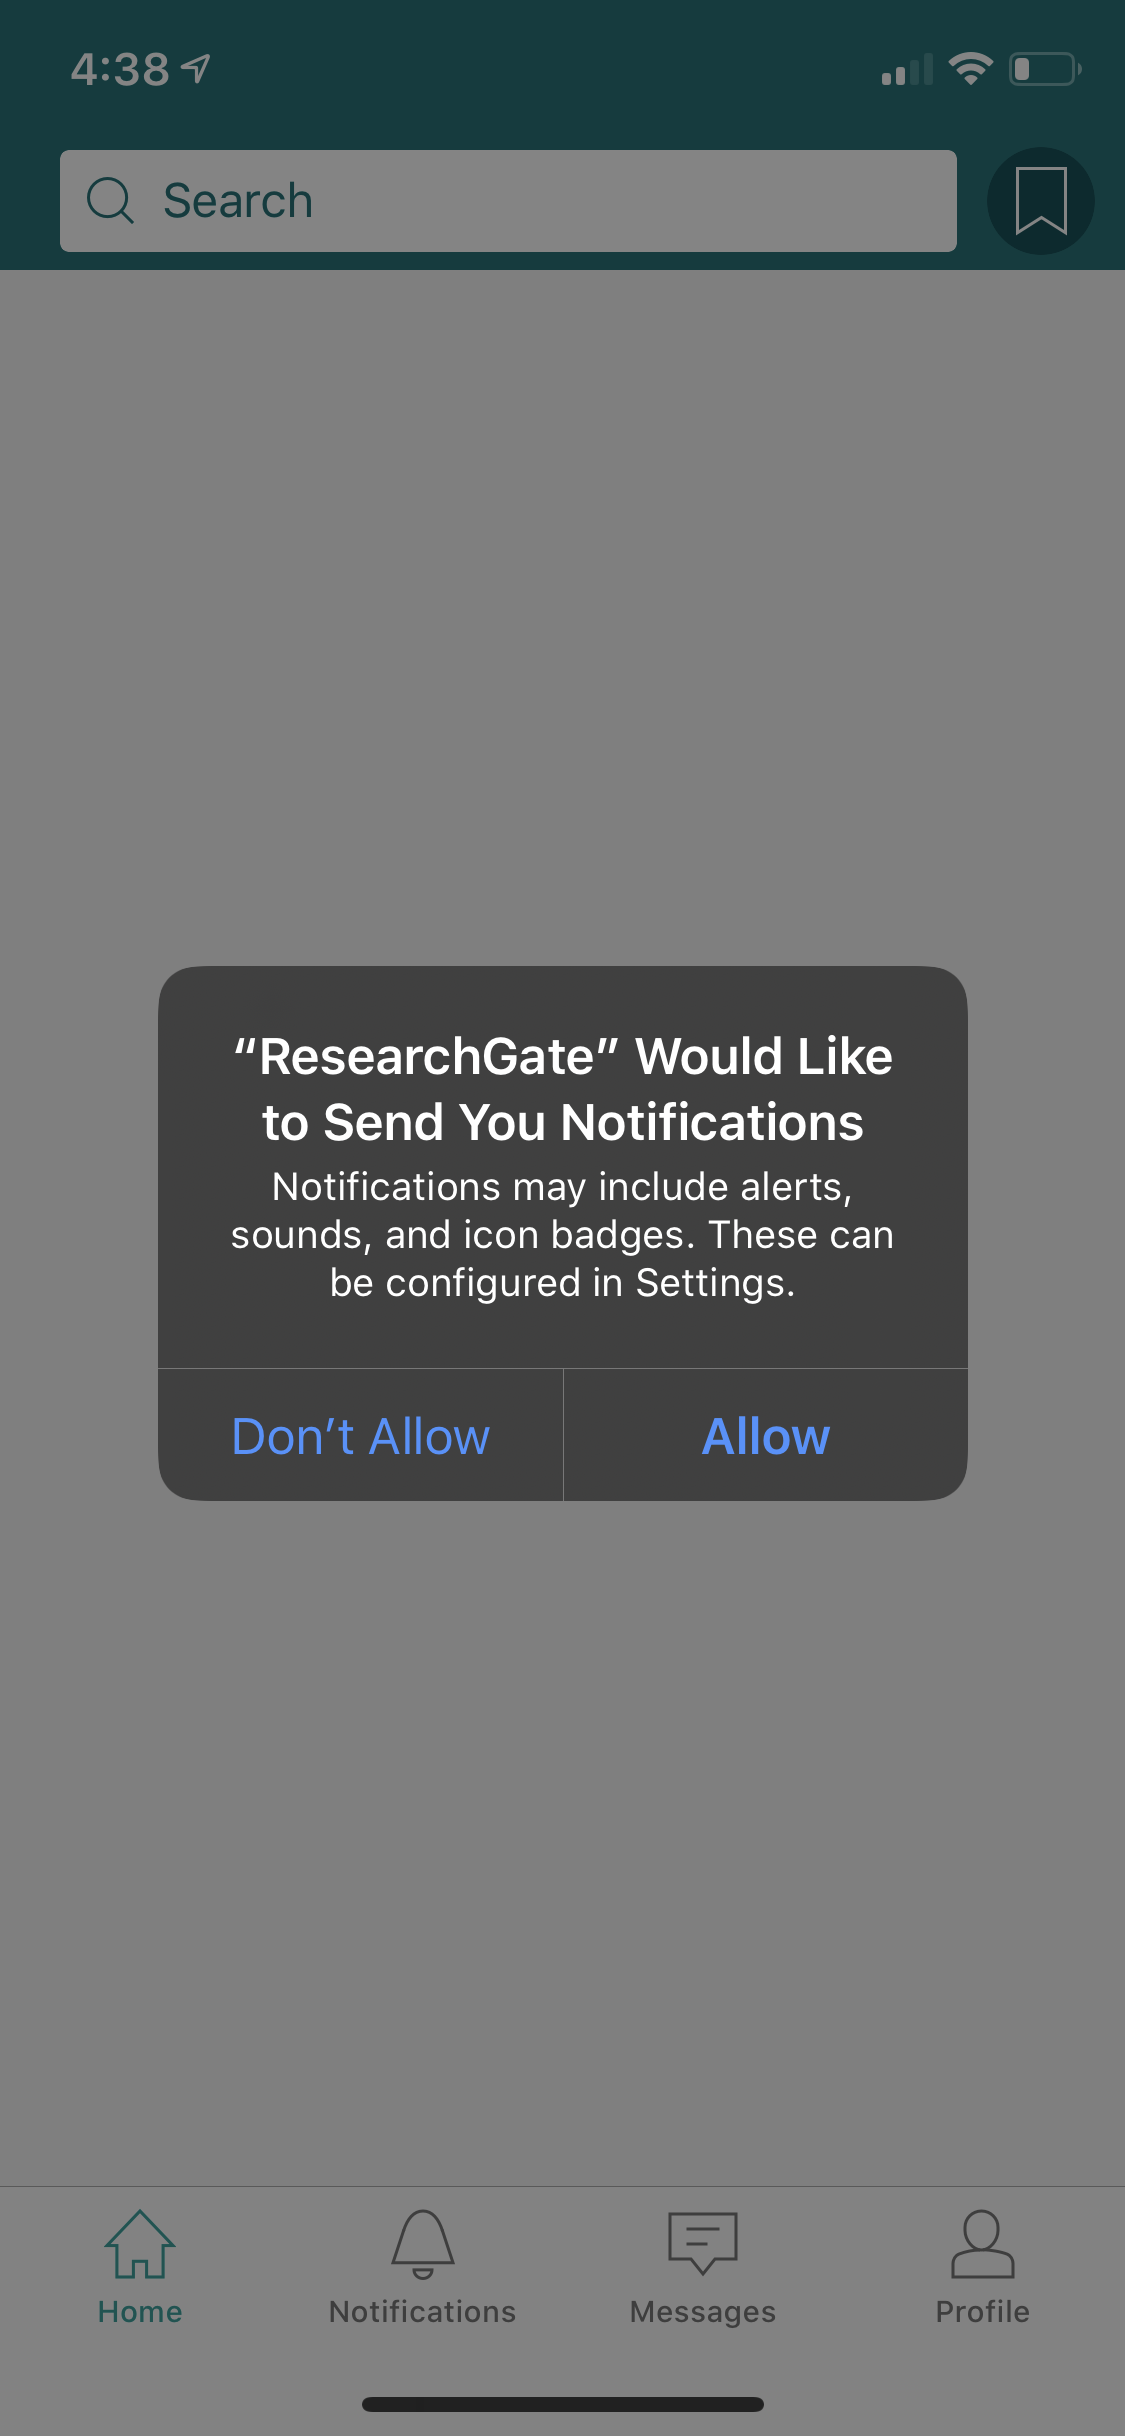 4:38
Search
“ResearchGate” Would Like
to Send You Notifications
Notifications may include alerts,
sounds, and icon badges. These can
be configured in Settings.
Don’t Allow
Allow
Home
Notifications
Messages
Profile